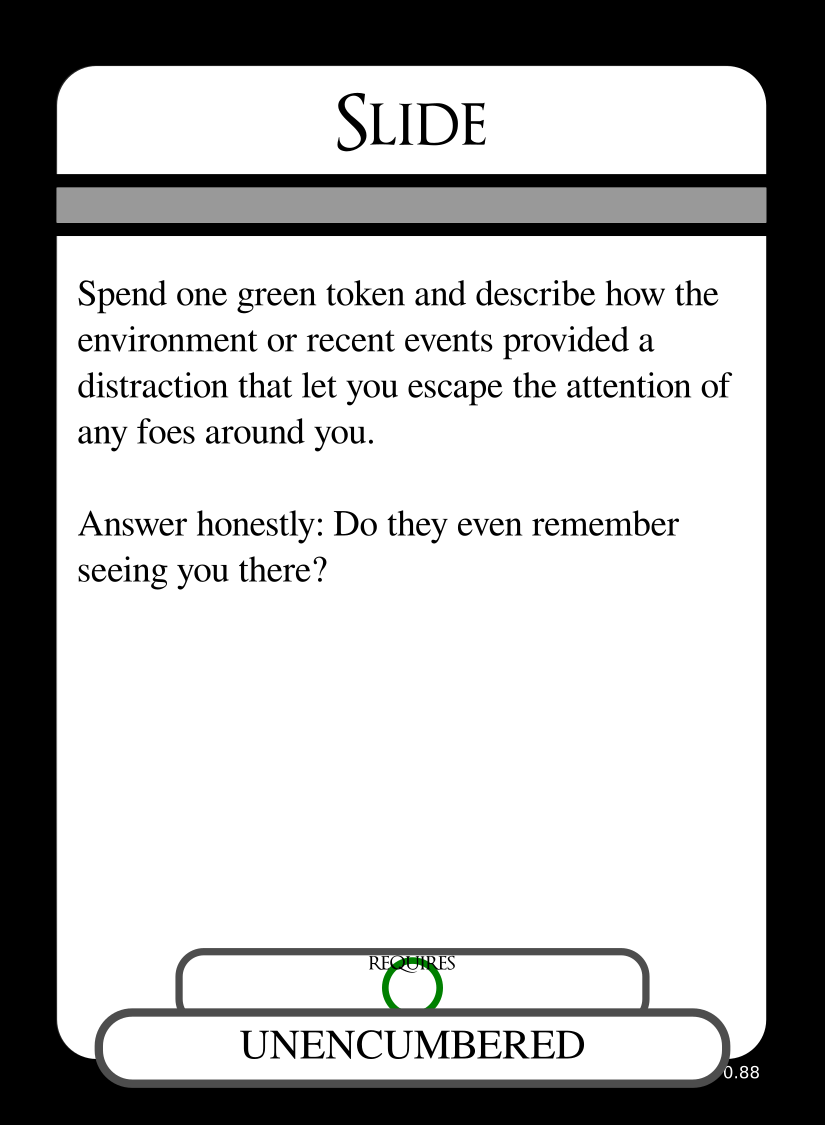 Slide
Spend one green token and describe how the
environment or recent events provided a
distraction that let you escape the attention of
any foes around you.
Answer honestly: Do they even remember
seeing you there?
REQUIRES
UNENCUMBERED
0.88